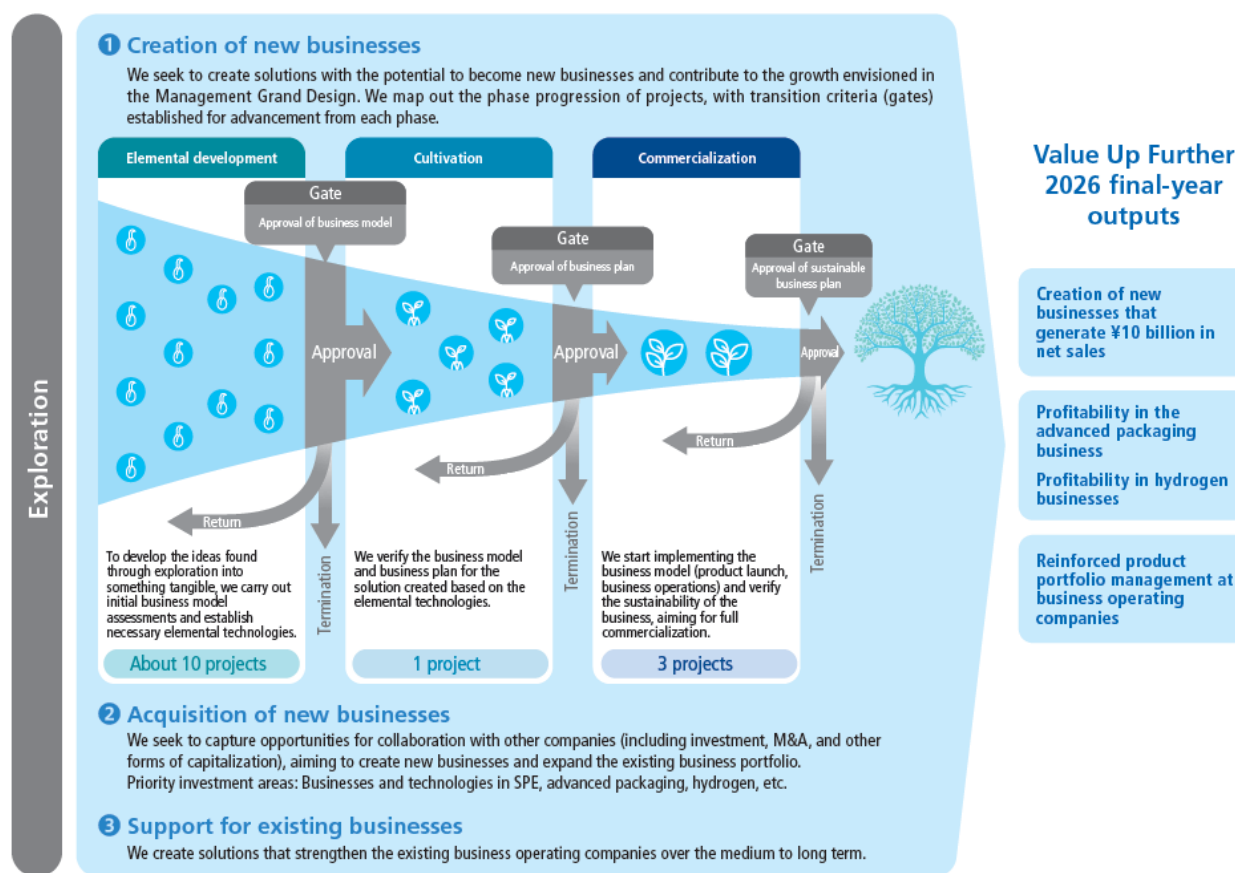 Exploration
1 Creation of new businesses
We seek to create solutions with the potential to become new businesses and contribute to the growth envisioned in
the Management Grand Design. We map out the phase progression of projects, with transition criteria (gates)
established for advancement from each phase.
Elemental development
Cultivation
Commercialization
Gate
Approval of business model
Gate
Approval of business plan
Gate
Approval of sustainable
business plan
Approval
Approval
Approval
Return
Return
Return
Termination
Termination
Termination
To develop the ideas found
through exploration into
something tangible, we carry out
initial business model
assessments and establish
necessary elemental technologies.
About 10 projects
We verify the business model
and business plan for the
solution created based on the
elemental technologies.
1 project
We start implementing the
business model (product launch,
business operations) and verify
the sustainability of the
business, aiming for full
commercialization.
3 projects
2 Acquisition of new businesses
We seek to capture opportunities for collaboration with other companies (including investment, M&A, and other
forms of capitalization), aiming to create new businesses and expand the existing business portfolio.
Priority investment areas: Businesses and technologies in SPE, advanced packaging, hydrogen, etc.
3 Support for existing businesses
We create solutions that strengthen the existing business operating companies over the medium to long term.
Value Up Further
2026 final-year
outputs
Creation of new
businesses that
generate ¥10 billion in
net sales
Profitability in the
advanced packaging
business
Profitability in hydrogen
businesses
Reinforced product
portfolio management at
business operating
companies